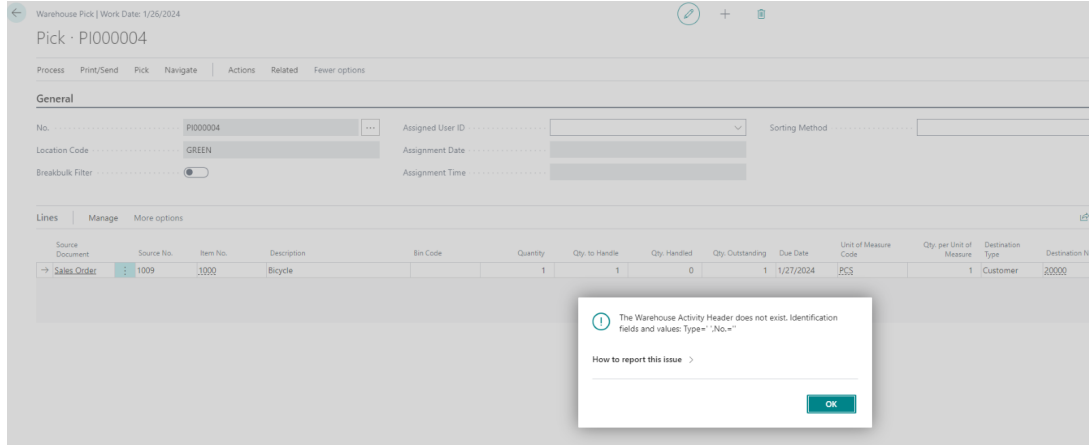 Warehouse Pick | Work Date: 1/26/2024
Pick · PI000004
Process Print/Send Pick Navigate Actions Related Fewer options
General
No. PI000004 ... Assigned User ID Sorting Method
Location Code GREEN Assignment Date
Breakbulk Filter Assignment Time
Lines Manage More options
Source Document Source No. Item No. Description Bin Code Quantity Qty. to Handle Qty. Handled Qty. Outstanding Due Date Unit of Measure Code Qty. per Unit of Measure Destination Type Destination N
Sales Order 1009 1000 Bicycle 1 1 0 1 1/27/2024 PCS 1 Customer 20000
The Warehouse Activity Header does not exist. Identification
fields and values: Type=' ',No.=''
How to report this issue
OK